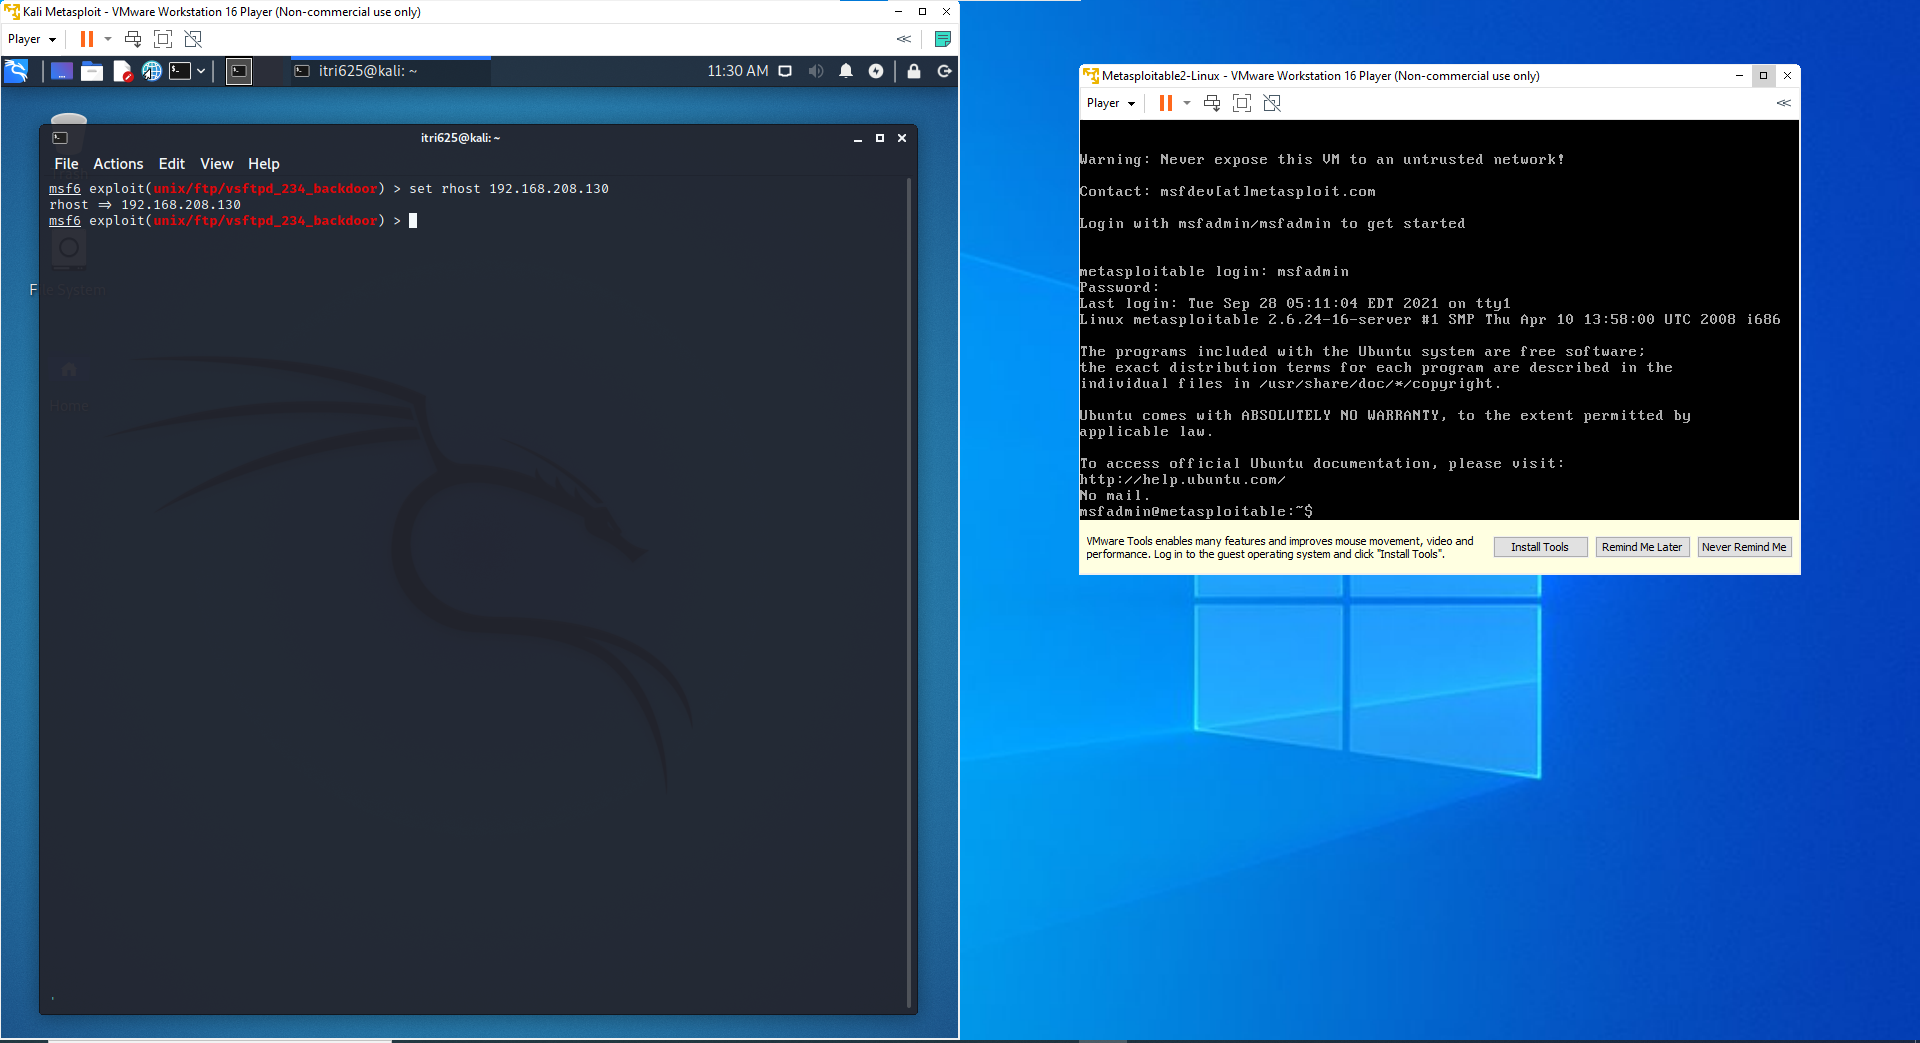 Kali Metasploit - VMware Workstation 16 Player (Non-commercial use only)
Player
itri625@kali: ~
11:30 AM
itri625@kali: ~
File Actions Edit View Help
msf6 exploit(unix/ftp/vsftpd_234_backdoor) > set rhost 192.168.208.130
rhost ⇒ 192.168.208.130
msf6 exploit(unix/ftp/vsftpd_234_backdoor) >
File System
Home
Metasploitable2-Linux - VMware Workstation 16 Player (Non-commercial use only)
Player
Warning: Never expose this VM to an untrusted network!
Contact: msfdev[at]metasploit.com
Login with msfadmin/msfadmin to get started
metasploitable login: msfadmin
Password:
Last login: Tue Sep 28 05:11:04 EDT 2021 on tty1
Linux metasploitable 2.6.24-16-server #1 SMP Thu Apr 10 13:58:00 UTC 2008 i686
The programs included with the Ubuntu system are free software;
the exact distribution terms for each program are described in the
individual files in /usr/share/doc/*/copyright.
Ubuntu comes with ABSOLUTELY NO WARRANTY, to the extent permitted by
applicable law.
To access official Ubuntu documentation, please visit:
http://help.ubuntu.com/
No mail.
msfadmin@metasploitable:~$
VMware Tools enables many features and improves mouse movement, video and
performance. Log in to the guest operating system and click "Install Tools".
Install Tools
Remind Me Later
Never Remind Me